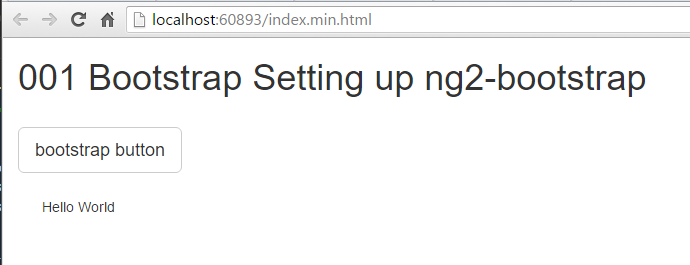 localhost:60893/index.min.html
001 Bootstrap Setting up ng2-bootstrap
bootstrap button
Hello World